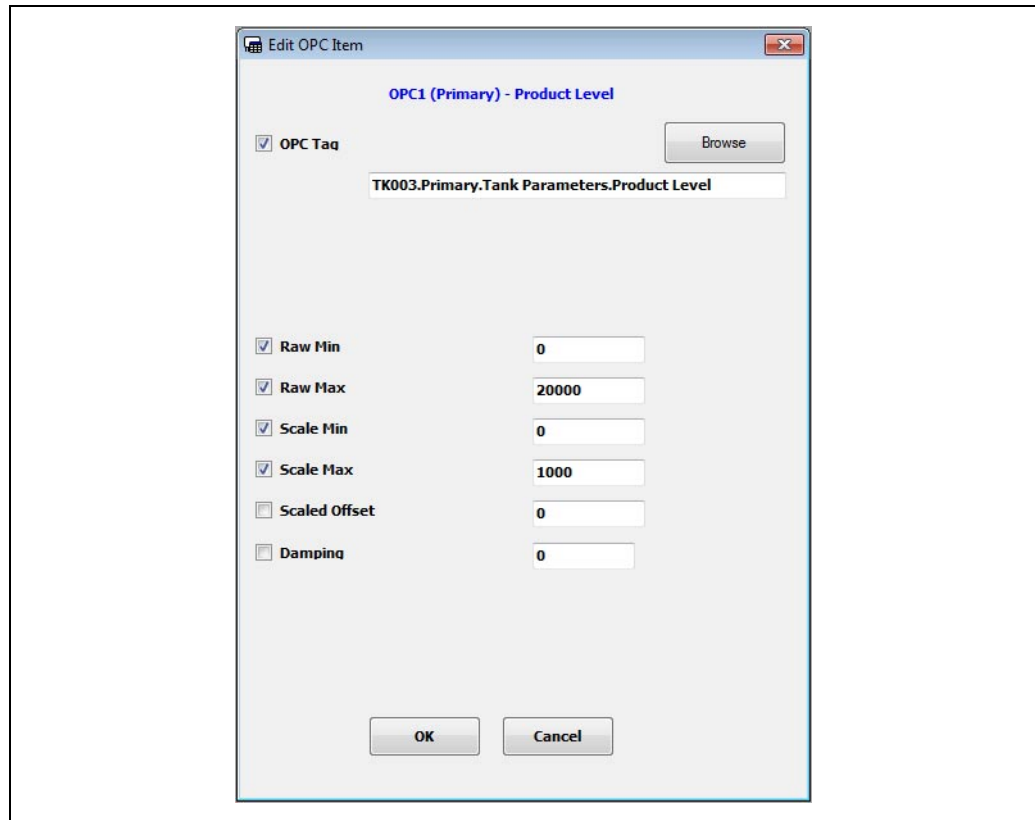 Edit OPC Item
OPC1 (Primary) - Product Level
OPC Tag
Browse
TK003.Primary.Tank Parameters.Product Level
Raw Min 0
Raw Max 20000
Scale Min 0
Scale Max 1000
Scaled Offset 0
Damping 0
OK Cancel